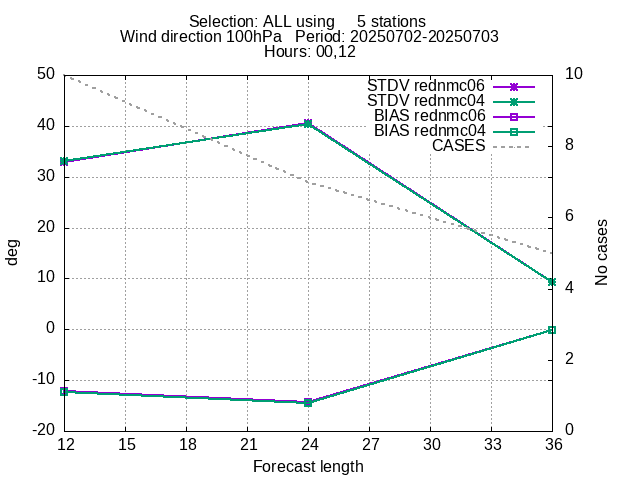 Selection: ALL using     5 stations
Wind direction 100hPa   Period: 20250702-20250703
Hours: 00,12
STDV rednmc06
STDV rednmc04
BIAS rednmc06
BIAS rednmc04
CASES
50
40
30
20
10
0
-10
-20
deg
10
8
6
4
2
0
No cases
12 15 18 21 24 27 30 33 36
Forecast length